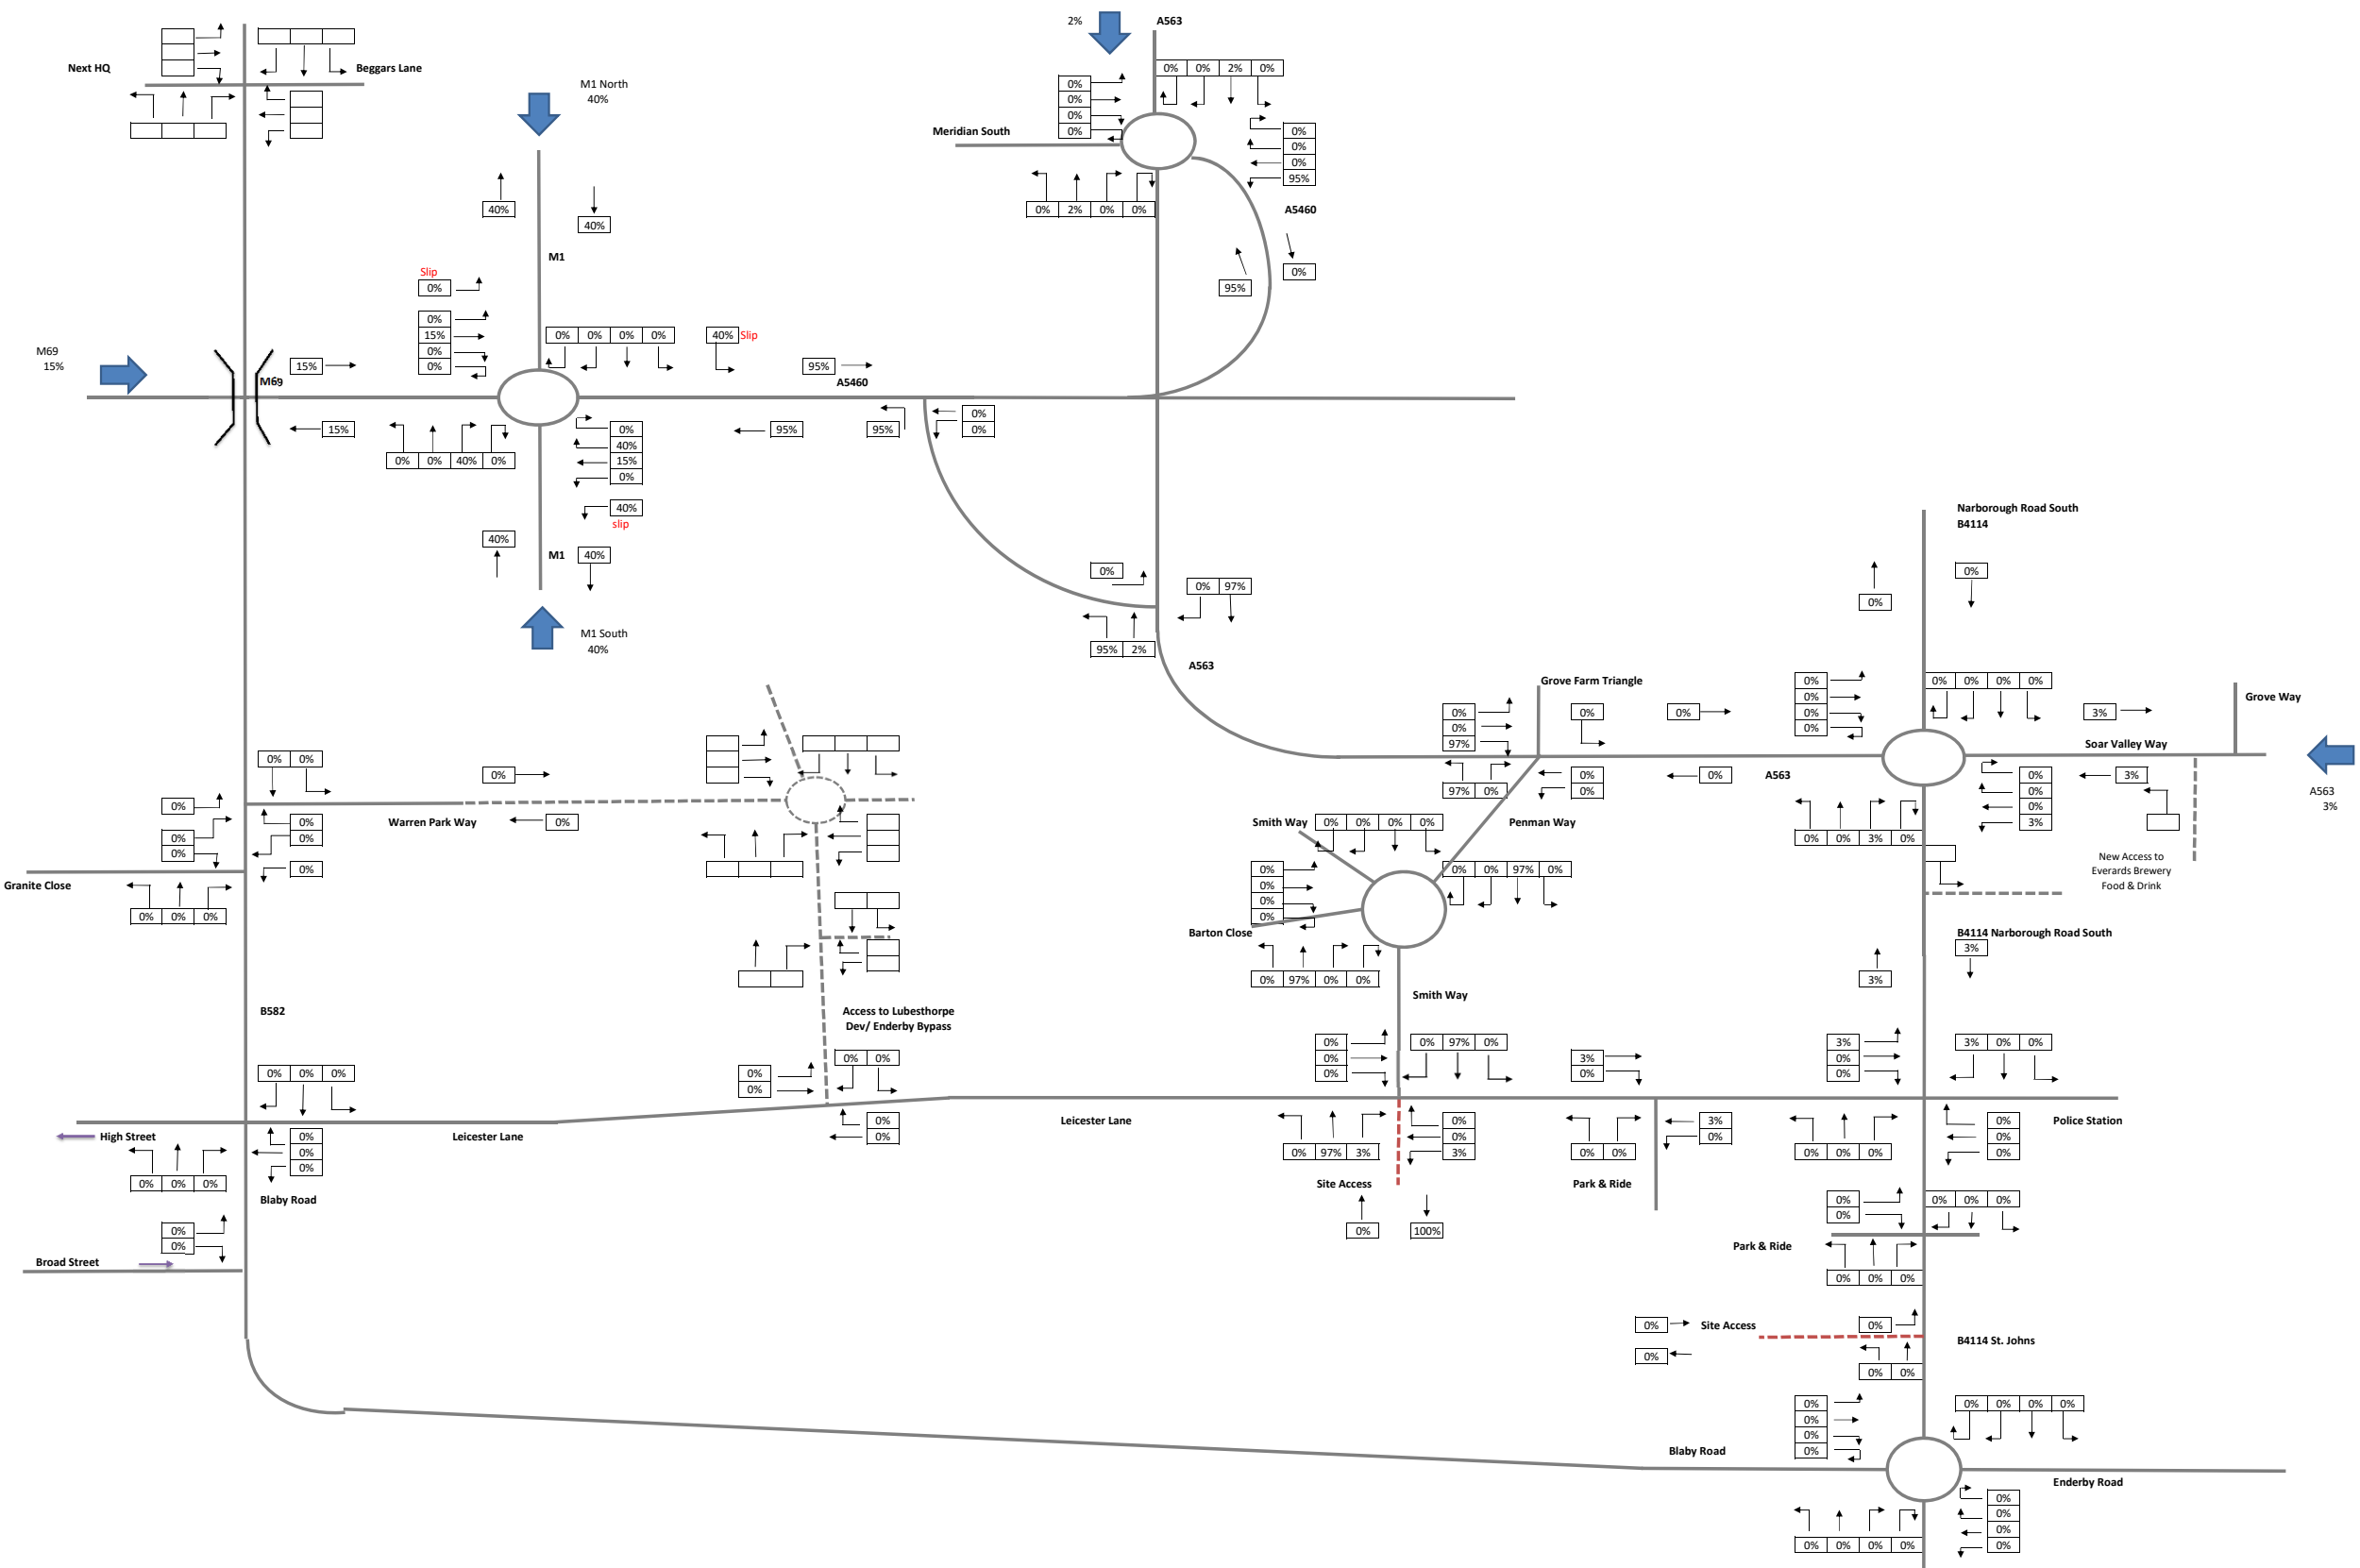 2%
A563
0% 0% 2% 0%
Next HQ
Beggars Lane
M1 North
40%
0%
0%
0%
0%
Meridian South
0%
0%
0%
95%
40%
40%
0% 2% 0% 0%
A5460
M1
Slip
0%
95%
0%
0%
15%
0%
0%
0% 0% 0% 0%
40% Slip
M69
15%
15%
M69
95%
A5460
15%
0% 0% 40% 0%
0%
40%
15%
0%
95%
95%
0%
0%
40%
slip
Narborough Road South
B4114
40%
M1
40%
0%
0% 97%
0%
0%
M1 South
40%
95% 2%
A563
Grove Farm Triangle
0%
0%
97%
0%
0%
0%
0%
0%
0%
0% 0% 0% 0%
3%
Grove Way
Soar Valley Way
0% 0%
0%
97% 0%
0%
0%
0%
A563
0%
0%
0%
3%
3%
A563
3%
0%
0%
0%
0%
0%
Warren Park Way
0%
Smith Way
0% 0% 0% 0%
Penman Way
0% 0% 3% 0%
0%
Granite Close
0% 0% 0%
0%
0%
0%
0%
0% 0% 97% 0%
New Access to
Everards Brewery
Food & Drink
Barton Close
B4114 Narborough Road South
0% 97% 0% 0%
3%
3%
Smith Way
B582
Access to Lubesthorpe
Dev/ Enderby Bypass
0% 0% 0%
0%
0%
0% 0%
0%
0%
0%
0% 97% 0%
3%
0%
3%
0%
0%
3% 0% 0%
High Street
0%
0%
0%
Leicester Lane
0%
0%
Leicester Lane
0% 97% 3%
0%
0%
3%
0% 0%
3%
0%
0% 0% 0%
0%
0%
0%
Police Station
0% 0% 0%
Blaby Road
Site Access
Park & Ride
0%
100%
0%
0%
0% 0% 0%
0%
0%
Broad Street
Park & Ride
0% 0% 0%
0%
Site Access
0%
B4114 St. Johns
0%
0% 0%
0%
0%
0%
0%
0% 0% 0% 0%
Blaby Road
Enderby Road
0% 0% 0% 0%
0%
0%
0%
0%